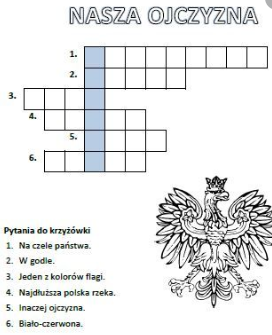 NASZA OJCZYZNA
1.
2.
3.
4.
5.
6.
Pytania do krzyżówki
1. Na czele państwa.
2. W godle.
3. Jeden z kolorów flagi.
4. Najdłuższa polska rzeka.
5. Inaczej ojczyzna.
6. Biało-czerwona.